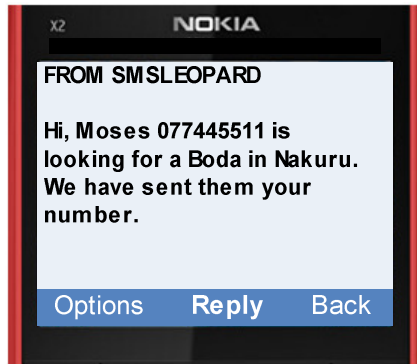 X2 NOKIA
FROM SMSLEOPARD
Hi, Moses 077445511 is
looking for a Boda in Nakuru.
We have sent them your
number.
Options Reply Back